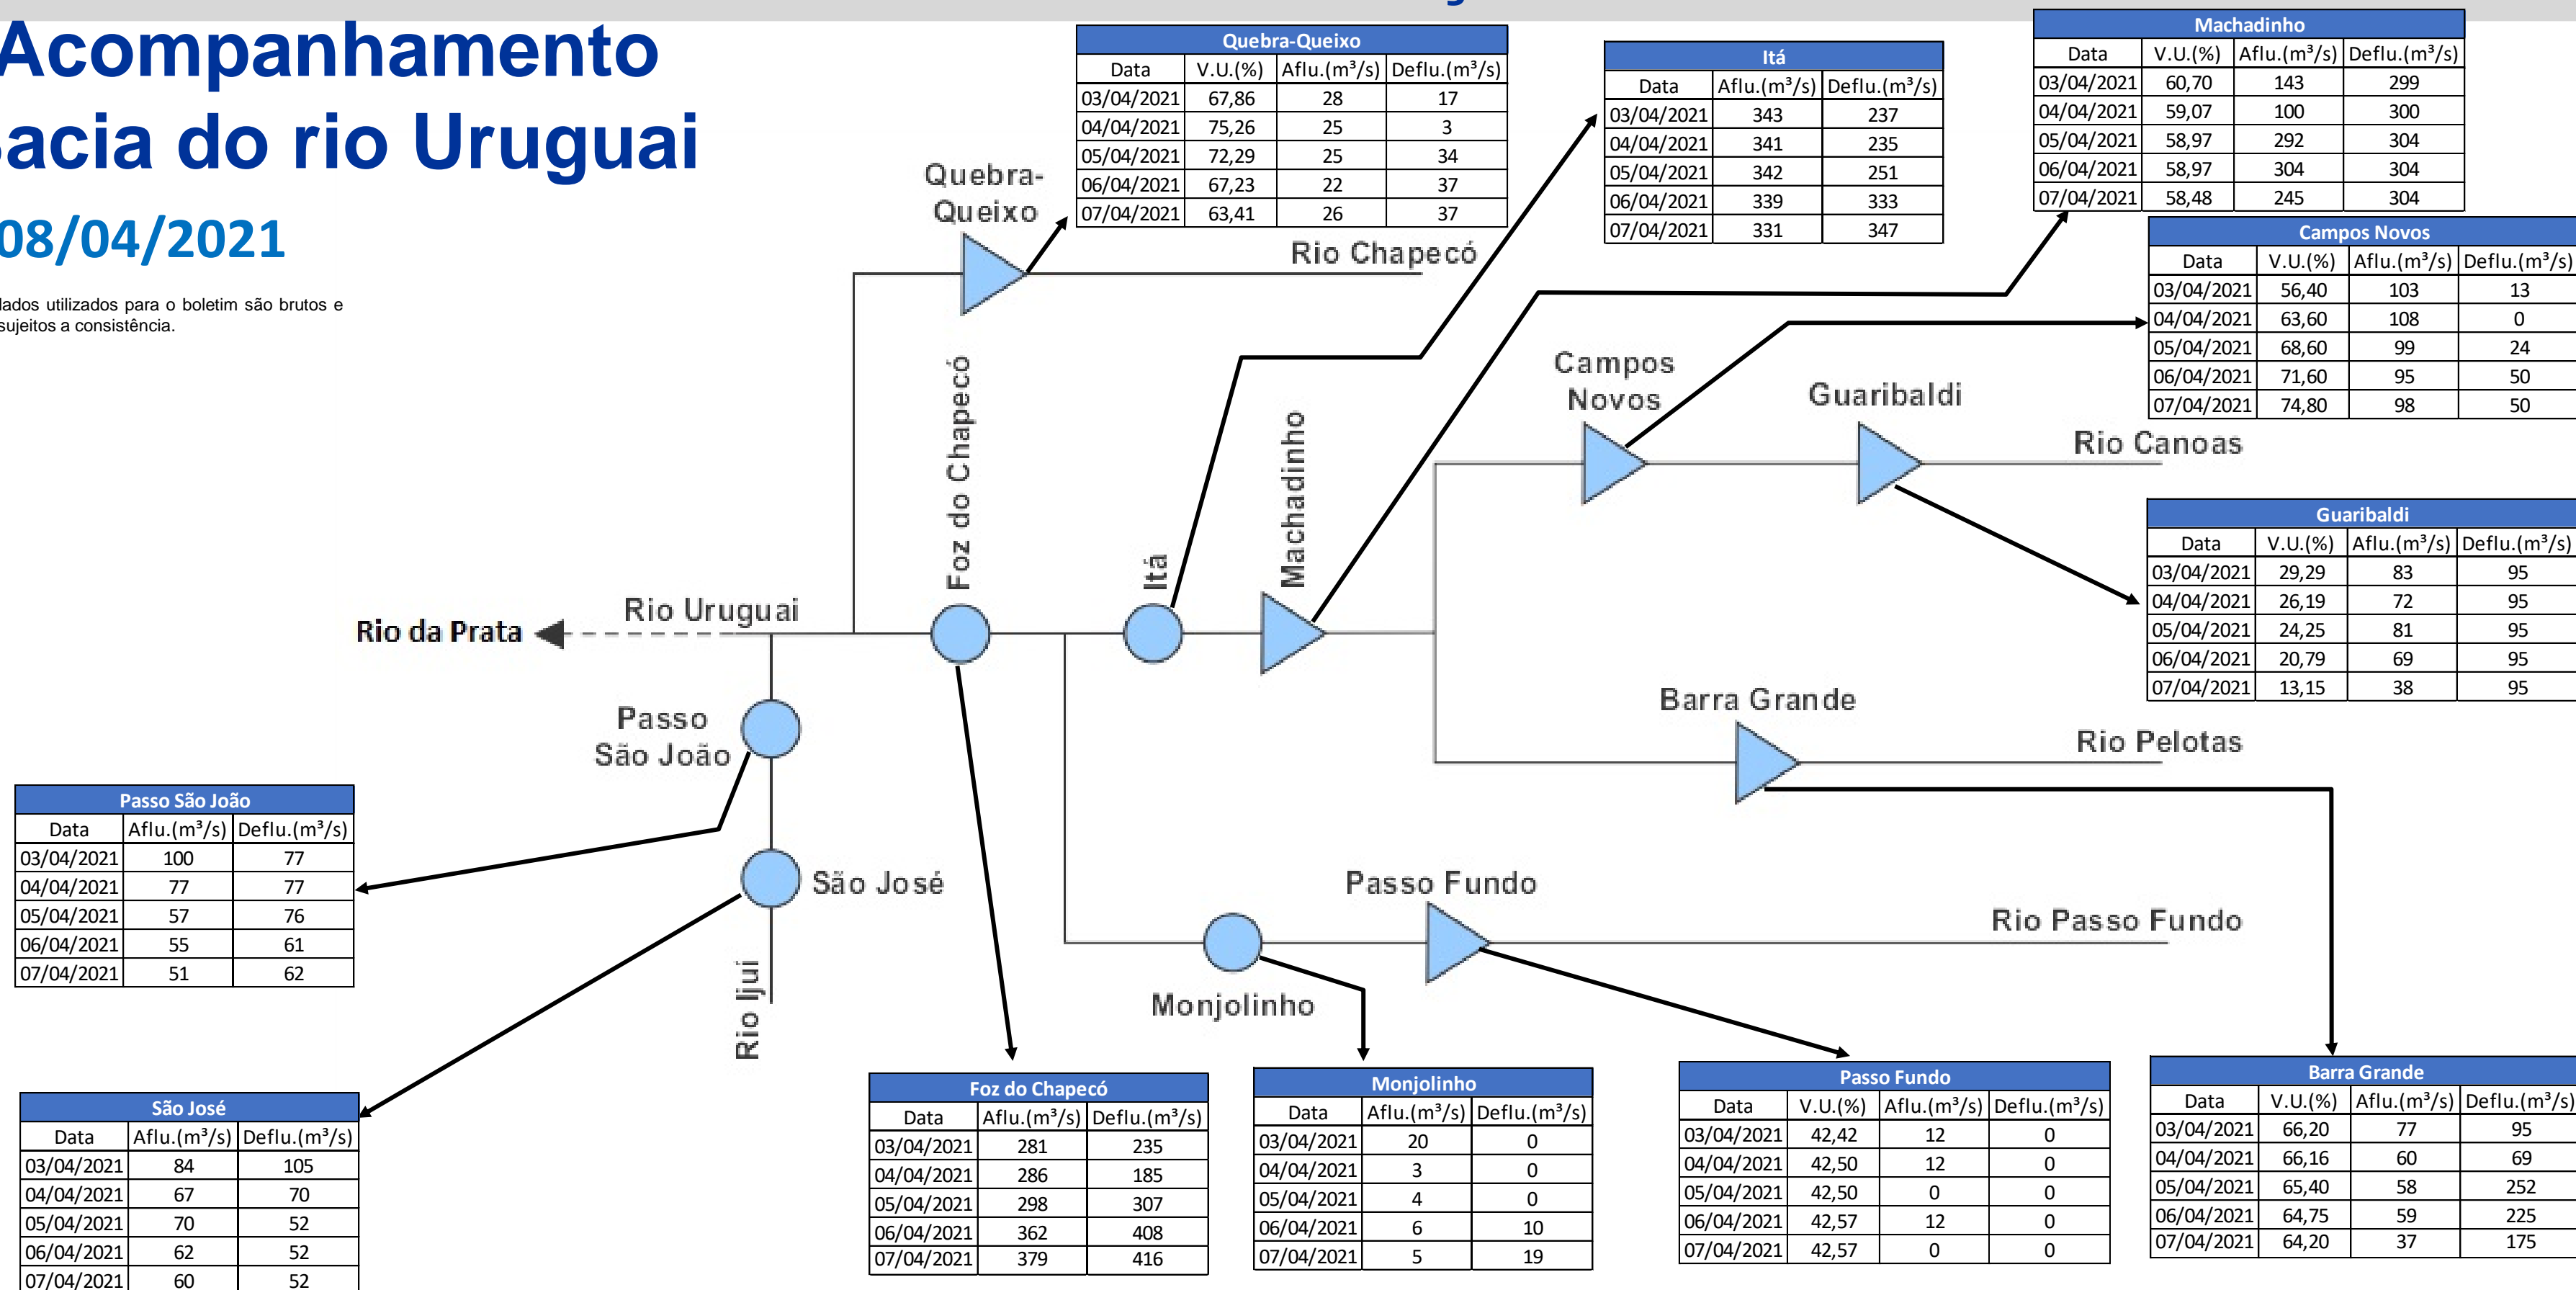 Acompanhamento
Bacia do rio Uruguai
08/04/2021
dados utilizados para o boletim são brutos e
sujeitos a consistência.
Quebra-Queixo
Data V.U.(%) Aflu.(m³/s) Deflu.(m³/s)
03/04/2021 67,86 28 17
04/04/2021 75,26 25 3
05/04/2021 72,29 25 34
06/04/2021 67,23 22 37
07/04/2021 63,41 26 37
Itá
Data Aflu.(m³/s) Deflu.(m³/s)
03/04/2021 343 237
04/04/2021 341 235
05/04/2021 342 251
06/04/2021 339 333
07/04/2021 331 347
Machadinho
Data V.U.(%) Aflu.(m³/s) Deflu.(m³/s)
03/04/2021 60,70 143 299
04/04/2021 59,07 100 300
05/04/2021 58,97 292 304
06/04/2021 58,97 304 304
07/04/2021 58,48 245 304
Campos Novos
Data V.U.(%) Aflu.(m³/s) Deflu.(m³/s)
03/04/2021 56,40 103 13
04/04/2021 63,60 108 0
05/04/2021 68,60 99 24
06/04/2021 71,60 95 50
07/04/2021 74,80 98 50
Guaribaldi
Data V.U.(%) Aflu.(m³/s) Deflu.(m³/s)
03/04/2021 29,29 83 95
04/04/2021 26,19 72 95
05/04/2021 24,25 81 95
06/04/2021 20,79 69 95
07/04/2021 13,15 38 95
Quebra-
Queixo
Rio Chapecó
Foz do Chapecó
Itá
Machadinho
Campos
Novos
Guaribaldi
Rio Canoas
Rio da Prata
Rio Uruguai
Barra Grande
Rio Pelotas
Passo
São João
São José
Rio Ijui
Passo Fundo
Rio Passo Fundo
Monjolinho
Passo São João
Data Aflu.(m³/s) Deflu.(m³/s)
03/04/2021 100 77
04/04/2021 77 77
05/04/2021 57 76
06/04/2021 55 61
07/04/2021 51 62
São José
Data Aflu.(m³/s) Deflu.(m³/s)
03/04/2021 84 105
04/04/2021 67 70
05/04/2021 70 52
06/04/2021 62 52
07/04/2021 60 52
Foz do Chapecó
Data Aflu.(m³/s) Deflu.(m³/s)
03/04/2021 281 235
04/04/2021 286 185
05/04/2021 298 307
06/04/2021 362 408
07/04/2021 379 416
Monjolinho
Data Aflu.(m³/s) Deflu.(m³/s)
03/04/2021 20 0
04/04/2021 3 0
05/04/2021 4 0
06/04/2021 6 10
07/04/2021 5 19
Passo Fundo
Data V.U.(%) Aflu.(m³/s) Deflu.(m³/s)
03/04/2021 42,42 12 0
04/04/2021 42,50 12 0
05/04/2021 42,50 0 0
06/04/2021 42,57 12 0
07/04/2021 42,57 0 0
Barra Grande
Data V.U.(%) Aflu.(m³/s) Deflu.(m³/s)
03/04/2021 66,20 77 95
04/04/2021 66,16 60 69
05/04/2021 65,40 58 252
06/04/2021 64,75 59 225
07/04/2021 64,20 37 175